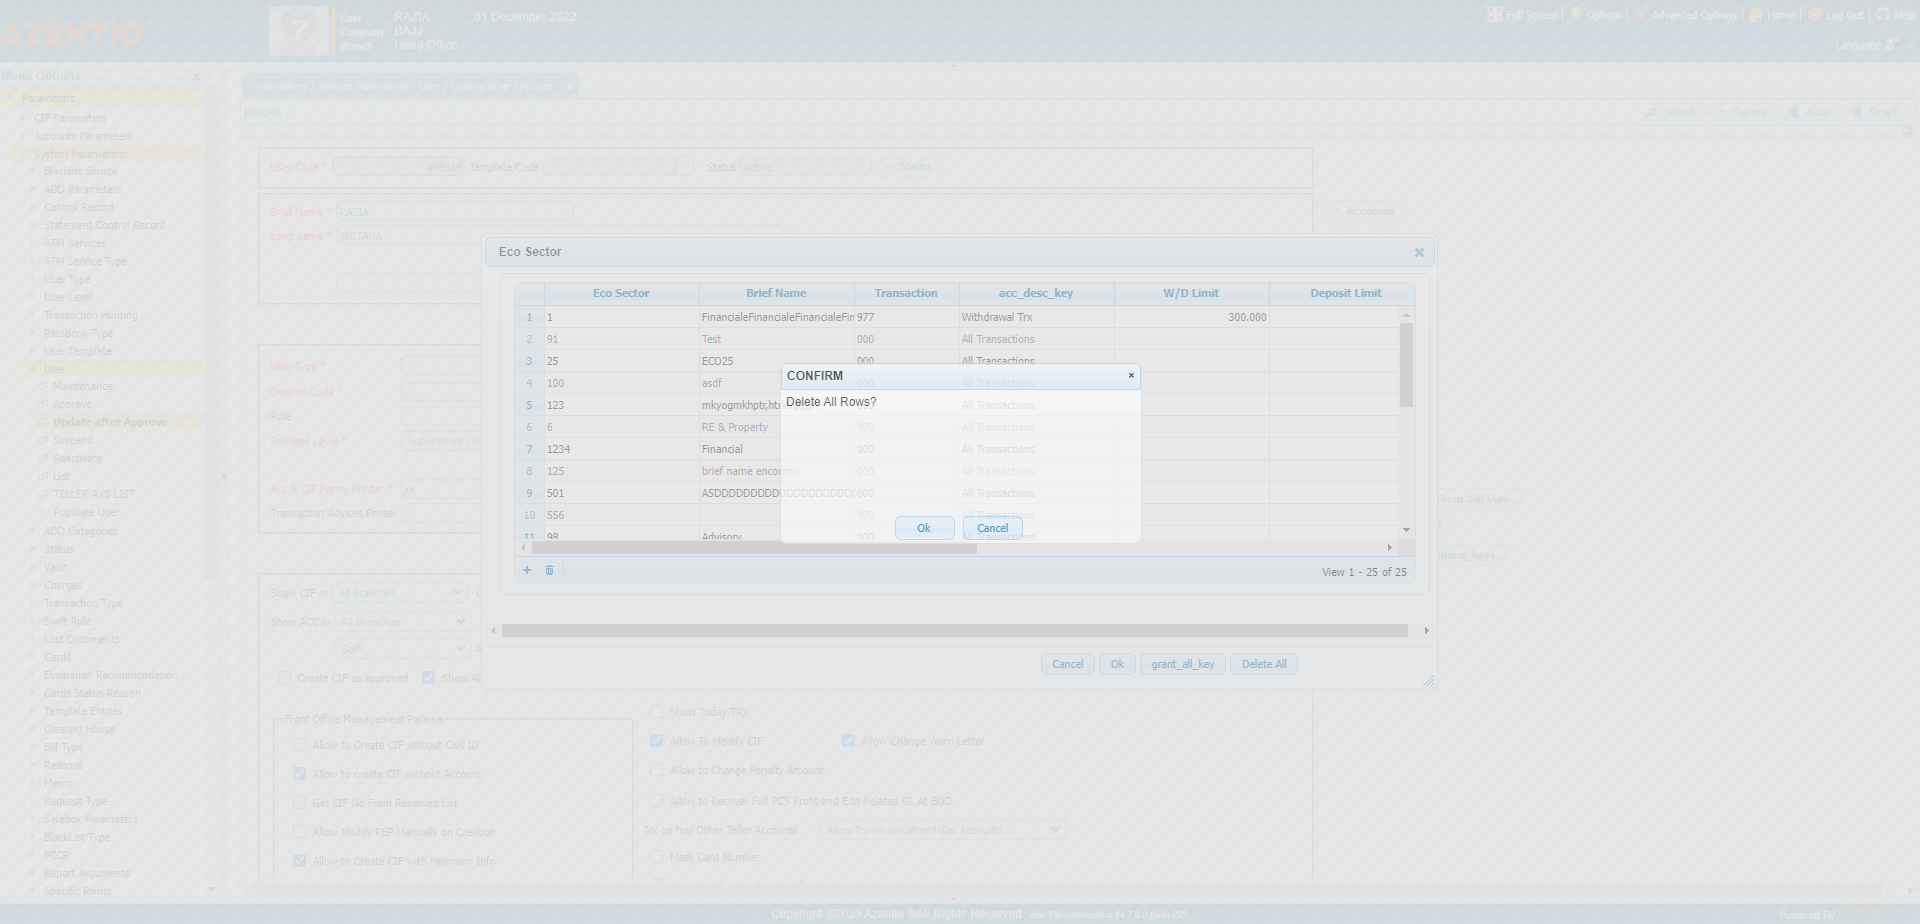 AZENTIO
User : RAZIA 01 December 2022
Company : BAJJ
Branch : Head Office
Full Screen Options Advanced Options Home Log Out Help
Language
Menu Options
Parameters
CIF Parameters
Accounts Parameters
System Parameters
Blacklist Source
ADD Parameters
Control Record
Statement Control Record
ATM Services
ATM Service Type
User Type
User Level
Transaction Hunting
Passbook Type
User Template
User
Maintenance
Approve
Update after Approve
Suspend
Reactivate
List
TELLER AXS LIST
Populate User
ADD Categories
Status
Vault
Charges
Transaction Type
Swift Rule
Lost Documents
Cards
Evaluation Recommendation
Cards Status Reason
Template Entries
Clearing House
Bill Type
Reasons
Memo
Request Type
Safebox Parameters
BlackList Type
MICR
Report Arguments
Specific Points
Parameters / System Parameters / User / Update after Approve
E000MA
Search Record Audit Smart
User Code * 009514 Template Code Status Active Status
Brief Name * RAZIA
Long name * SULTANA
Accounts
User Type *
Division Code *
Role
Privilege Level * Supervisory Lvl
Acc & CIF Forms Printer * xx
Transaction Advices Printer
Show CIF in All Branches
Show ACC in All Branches
Both
Create CIF as approved Show All
Front Office Management Parame
Allow to Create CIF without Civil ID
Allow to create CIF without Account
Get CIF No From Reserved List
Allow Modify PEP Manually on Creation
Allow to Create CIF with Minimum Info
Show Today TRX
Allow To Modify CIF Allow Change Warn Letter
Allow to Change Penalty Amount
Allow to Recover Full PCS Profit and Edit Related GL At BOD
Trx on his/ Other Teller Accounts Allow Trx on his/other teller Accounts
Mask Card Number
From 360 View
Eco Sector
Eco Sector Brief Name Transaction acc_desc_key W/D Limit Deposit Limit
1 1 FinancialeFinancialeFinancialeFin 977 Withdrawal Trx 300.000
2 91 Test 000 All Transactions
3 25 ECO25 000 All Transactions
4 100 asdf 000 All Transactions
5 123 000 All Transactions
6 6 RE & Property 000 All Transactions
7 1234 Financial 000 All Transactions
8 125 brief name enconmic 000 All Transactions
9 501 000 All Transactions
10 556 000 All Transactions
11 98 Advisory 000 All Transactions
View 1 - 25 of 25
Cancel Ok grant_all_key Delete All
CONFIRM
Delete All Rows?
Ok Cancel
Copyright ©2023 Azentio @All Rights Reserved imal Parametrization 14.7.0.0 Build 225
Powered By